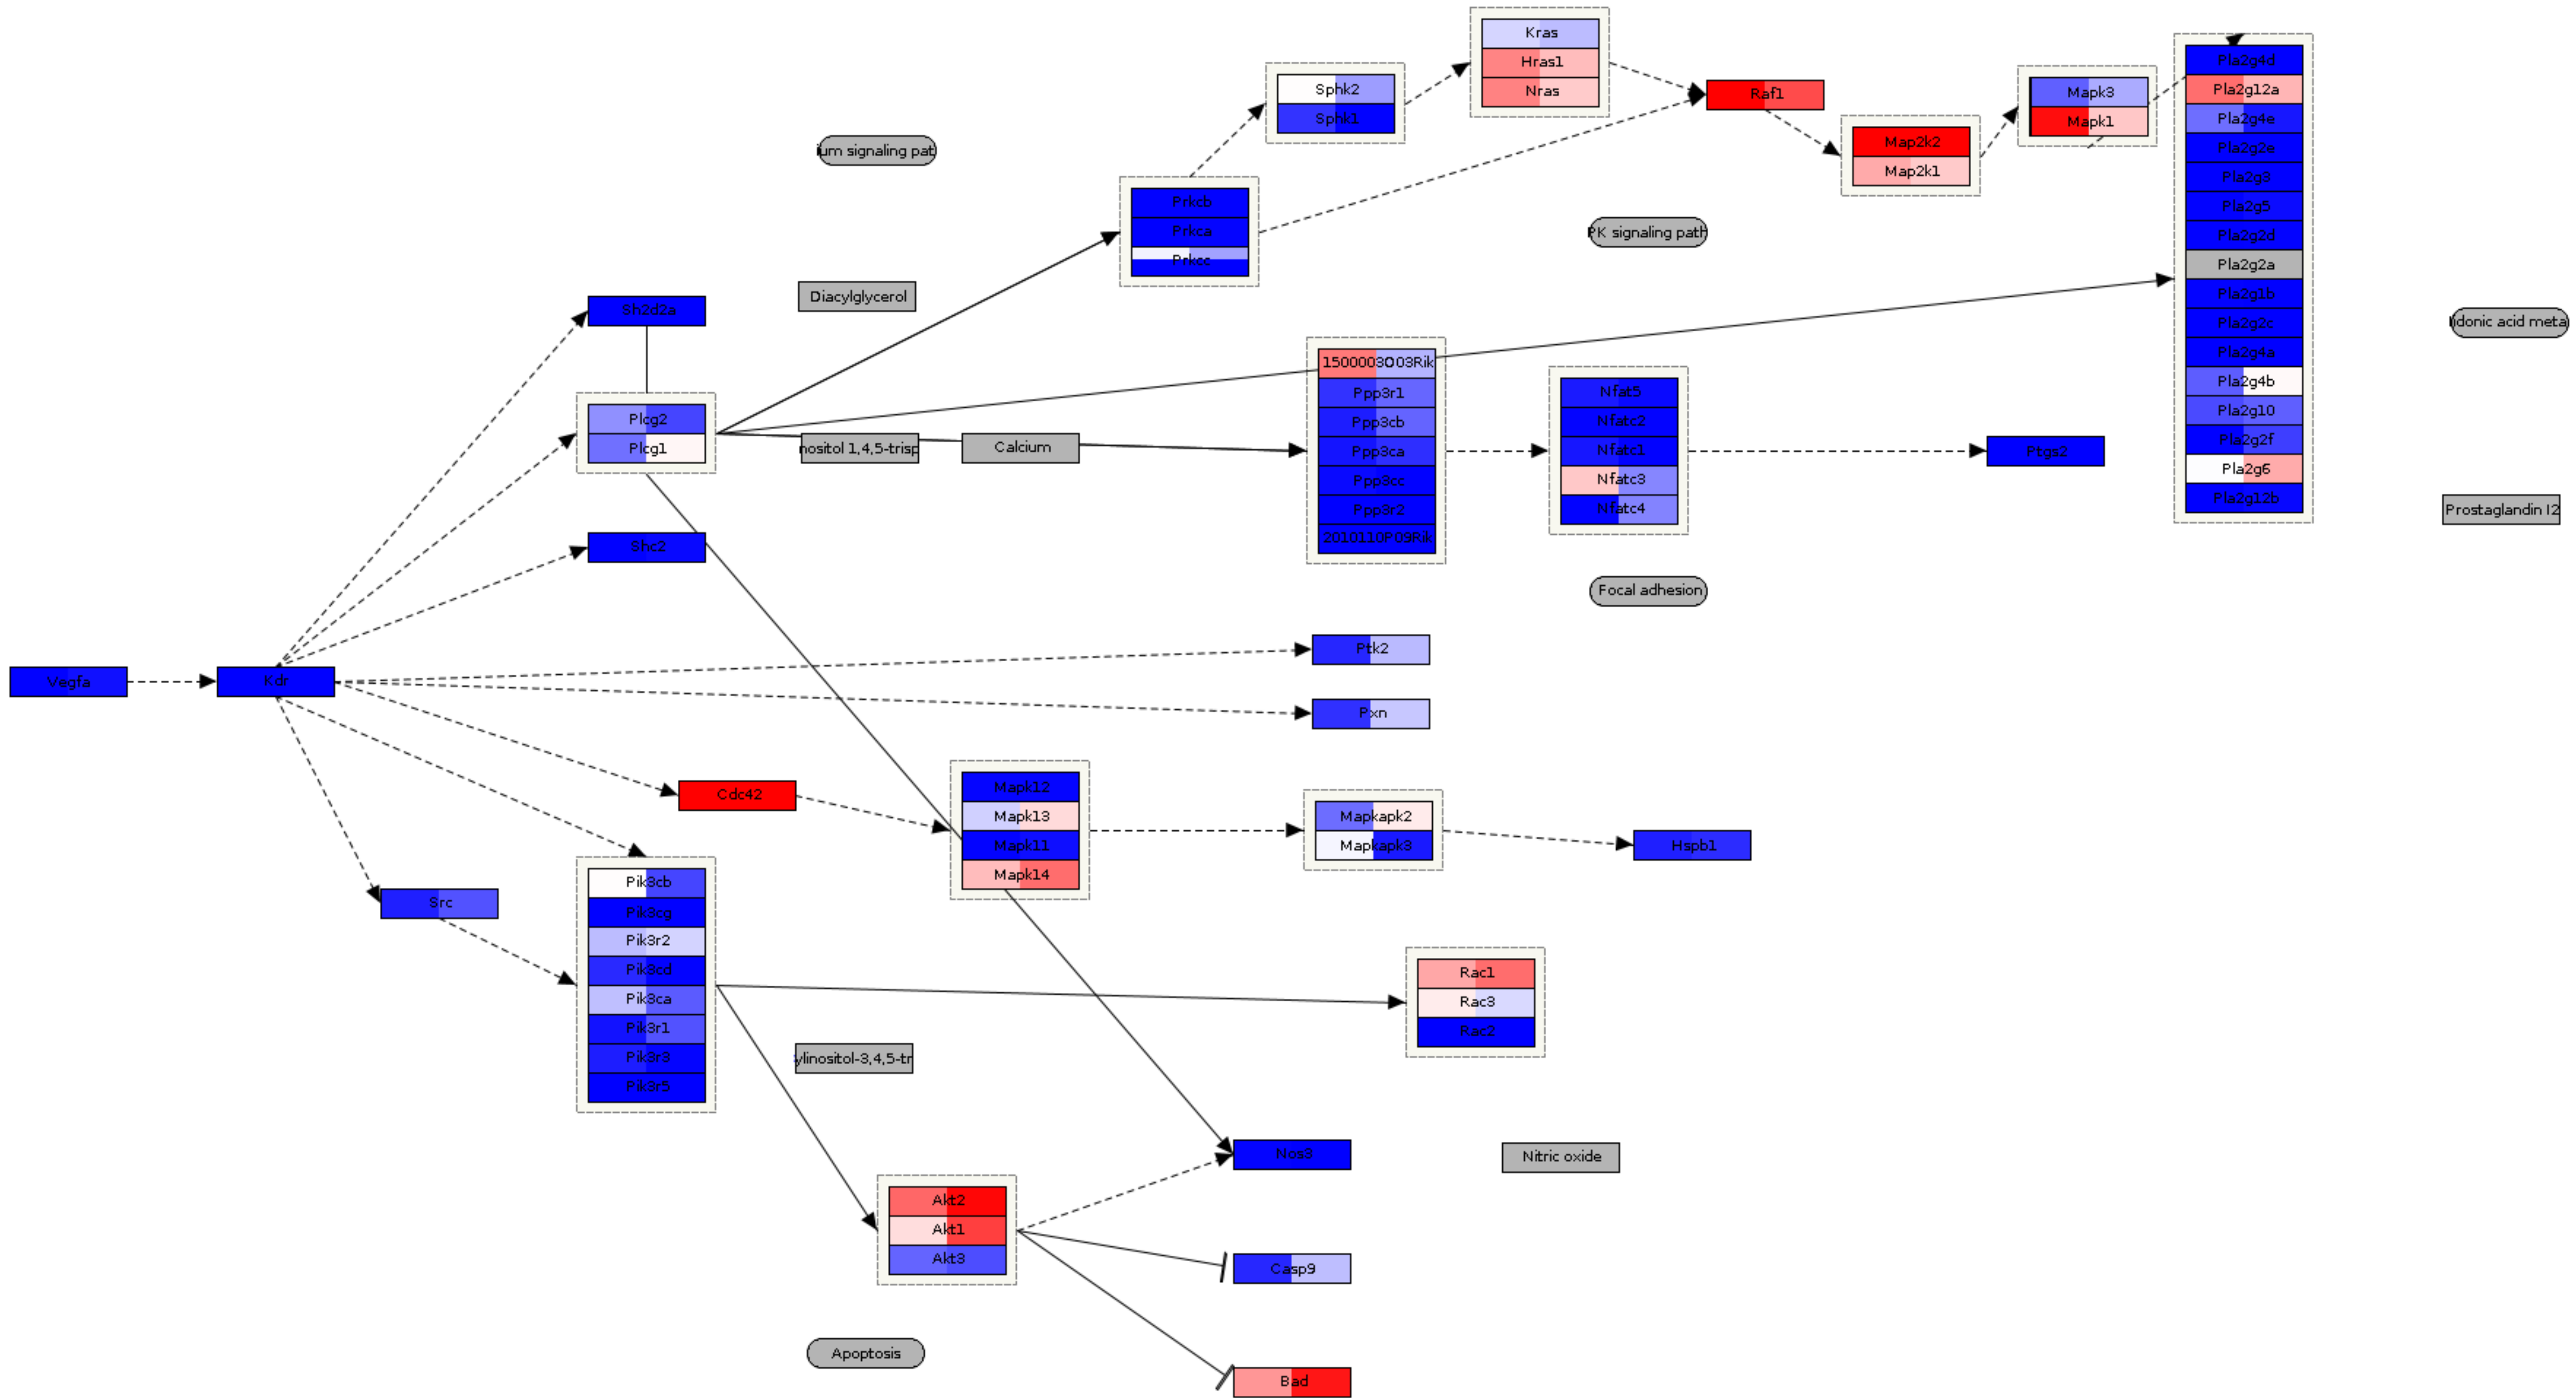 Kras
Hras1
Nras
Sphk2
Sphk1
Raf1
Mapk3
Mapk1
Map2k2
Map2k1
Pla2g4d
Pla2g12a
Pla2g4e
Pla2g2e
Pla2g3
Pla2g5
Pla2g2d
Pla2g2a
Pla2g1b
Pla2g2c
Pla2g4a
Pla2g4b
Pla2g10
Pla2g2f
Pla2g6
Pla2g12b
ium signaling pat
Prkcb
Prkca
Prkcc
PK signaling path
Diacylglycerol
Sh2d2a
idonic acid meta
Plcg2
Plcg1
nositol 1,4,5-trisp
Calcium
1500003O03Rik
Ppp3r1
Ppp3cb
Ppp3ca
Ppp3cc
Ppp3r2
2010110P09Rik
Nfat5
Nfatc2
Nfatc1
Nfatc3
Nfatc4
Ptgs2
Prostaglandin I2
Shc2
Focal adhesion
Ptk2
Vegfa
Kdr
Pxn
Cdc42
Mapk12
Mapk13
Mapk11
Mapk14
Mapkapk2
Mapkapk3
Hspb1
Src
Pik3cb
Pik3cg
Pik3r2
Pik3cd
Pik3ca
Pik3r1
Pik3r3
Pik3r5
Rac1
Rac3
Rac2
ylinositol-3,4,5-tr
Nos3
Nitric oxide
Akt2
Akt1
Akt3
Casp9
Apoptosis
Bad